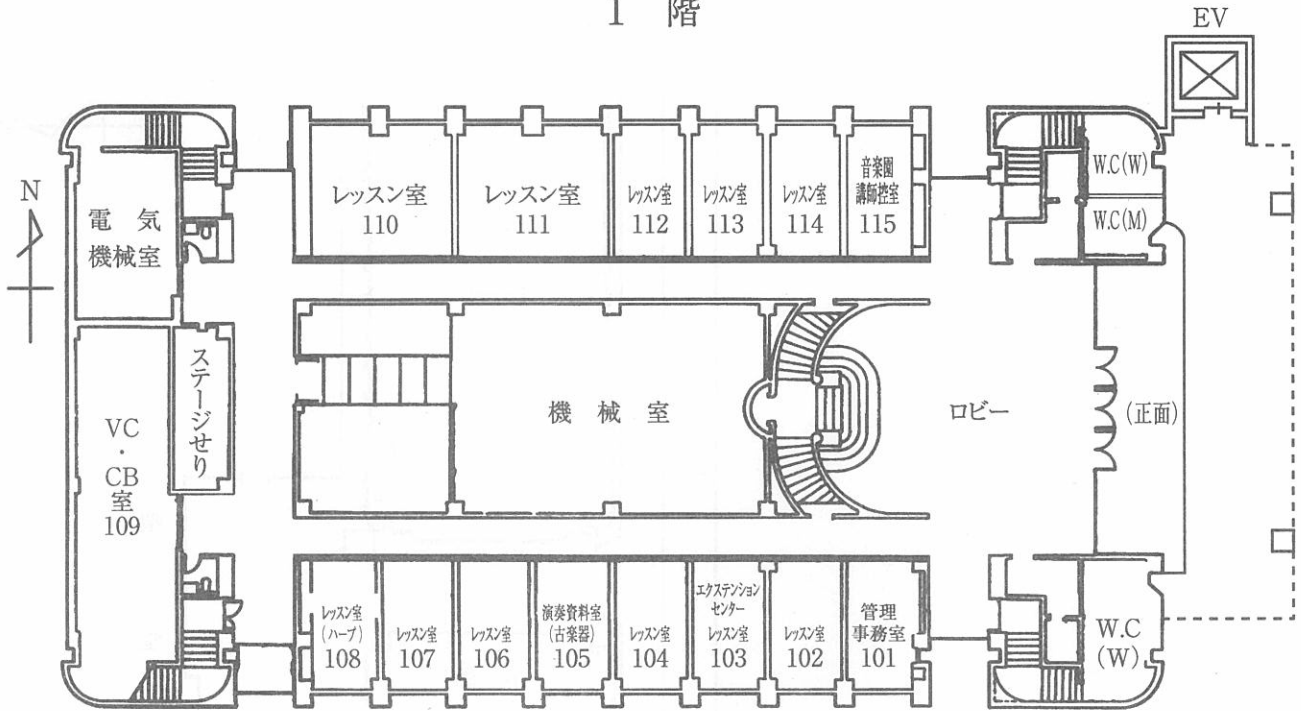 1 階
EV
N
電 気
機械室
レッスン室
110
レッスン室
111
レッスン室
112
レッスン室
113
レッスン室
114
音楽園
講師控室
115
W.C(W)
W.C(M)
ステージせり
VC
・
CB
室
109
機 械 室
ロビー
(正面)
レッスン室
(ハープ)
108
レッスン室
107
レッスン室
106
演奏資料室
(古楽器)
105
レッスン室
104
エクステンション
センター
レッスン室
103
レッスン室
102
管理
事務室
101
W.C
(W)